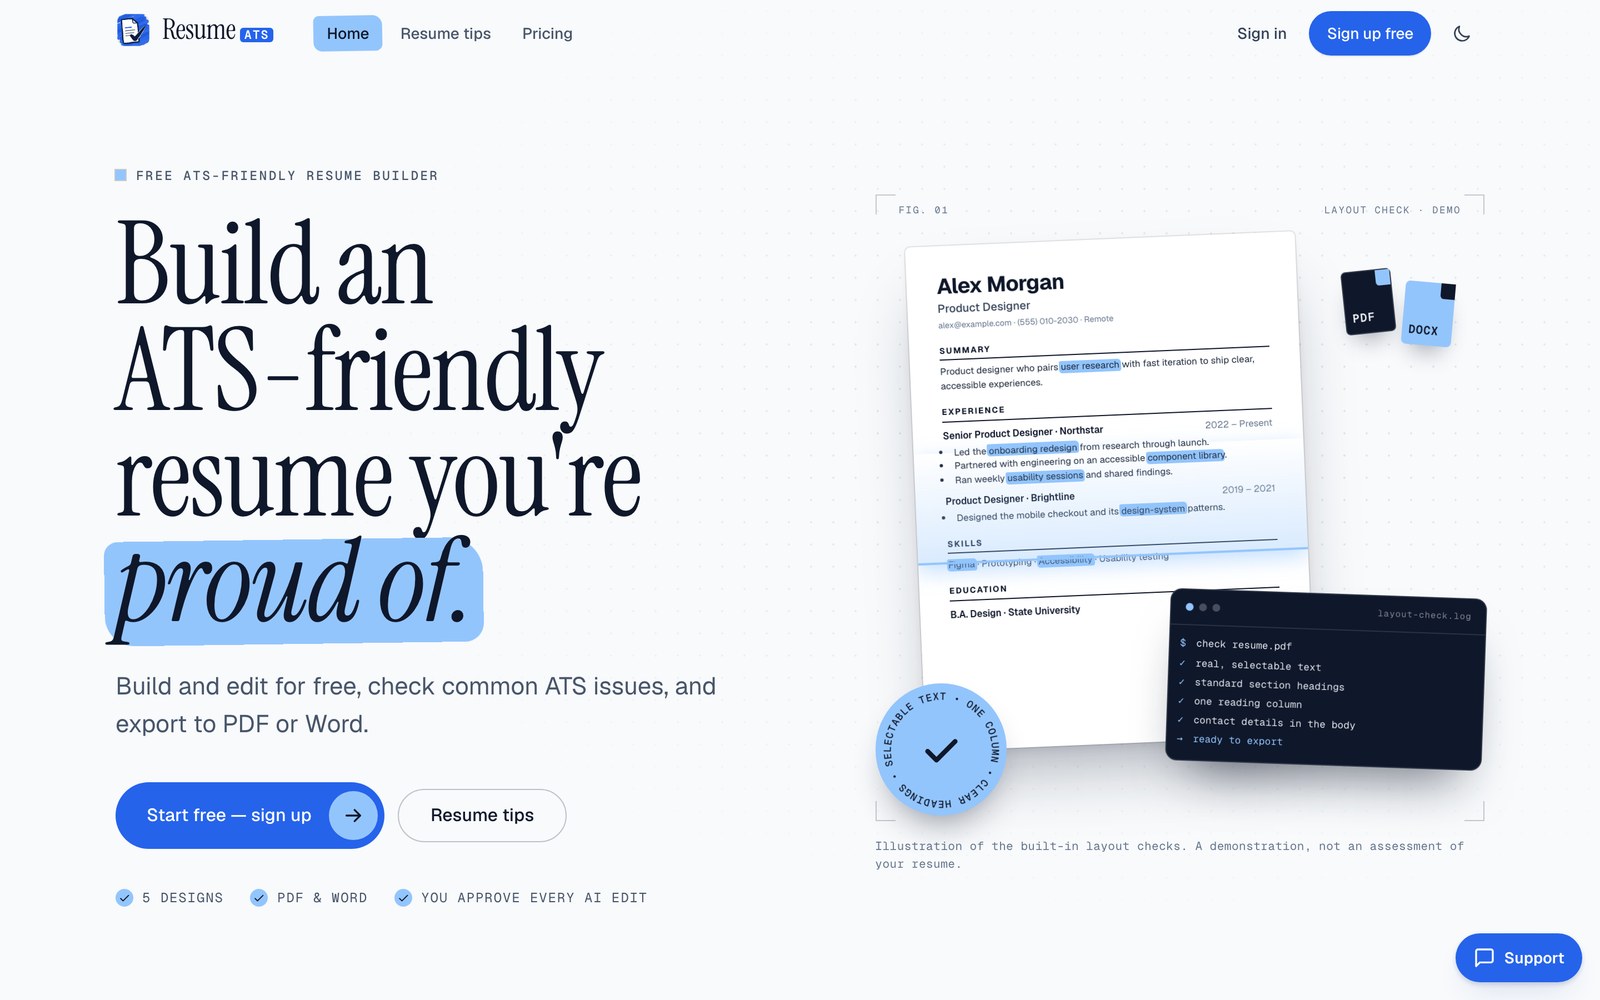 Resume ATS
Home
Resume tips
Pricing
Sign in
Sign up free
FREE ATS-FRIENDLY RESUME BUILDER
Build an
ATS-friendly
resume you're
proud of.
Build and edit for free, check common ATS issues, and
export to PDF or Word.
Start free — sign up
Resume tips
5 DESIGNS
PDF & WORD
YOU APPROVE EVERY AI EDIT
FIG. 01
LAYOUT CHECK · DEMO
Alex Morgan
Product Designer
alex@example.com · (555) 010-2030 · Remote
SUMMARY
Product designer who pairs user research with fast iteration to ship clear,
accessible experiences.
EXPERIENCE
Senior Product Designer · Northstar
2022 – Present
• Led the onboarding redesign from research through launch.
• Partnered with engineering on an accessible component library.
• Ran weekly usability sessions and shared findings.
Product Designer · Brightline
2019 – 2021
• Designed the mobile checkout and its design-system patterns.
SKILLS
Figma · Prototyping · Accessibility · Usability testing
EDUCATION
B.A. Design · State University
PDF
DOCX
layout-check.log
$ check resume.pdf
✓ real, selectable text
✓ standard section headings
✓ one reading column
✓ contact details in the body
→ ready to export
SELECTABLE TEXT • ONE COLUMN • CLEAR HEADINGS •
Illustration of the built-in layout checks. A demonstration, not an assessment of
your resume.
Support